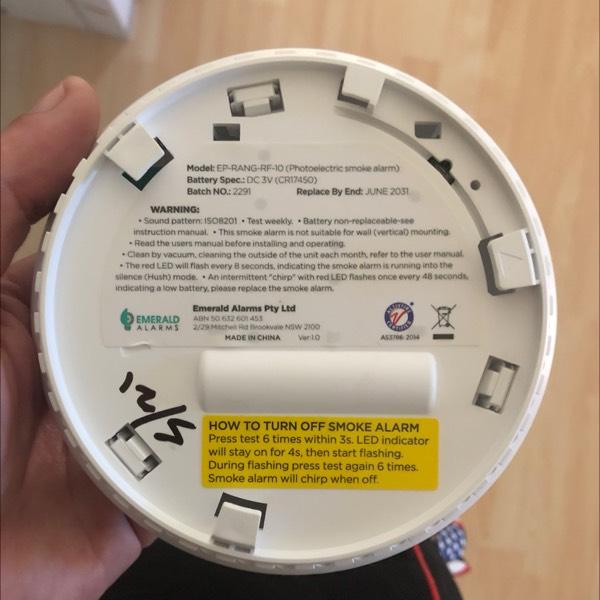 Model: EP-RANG-RF-10 (Photoelectric smoke alarm)
Battery Spec.: DC 3V (CR17450)
Batch NO.: 2291 Replace By End: JUNE 2031
WARNING:
• Sound pattern: ISO8201 • Test weekly. • Battery non-replaceable-see
instruction manual. • This smoke alarm is not suitable for wall (vertical) mounting.
• Read the users manual before installing and operating.
• Clean by vacuum, cleaning the outside of the unit each month, refer to the user manual.
• The red LED will flash every 8 seconds, indicating the smoke alarm is running into the
silence (Hush) mode. • An intermittent "chirp" with red LED flashes once every 48 seconds,
indicating a low battery, please replace the smoke alarm.
EMERALD
ALARMS
Emerald Alarms Pty Ltd
ABN 50 632 601 453
2/29 Mitchell Rd Brookvale NSW 2100
MADE IN CHINA Ver:1.0
AS3786: 2014
12/5
HOW TO TURN OFF SMOKE ALARM
Press test 6 times within 3s. LED indicator
will stay on for 4s, then start flashing.
During flashing press test again 6 times.
Smoke alarm will chirp when off.